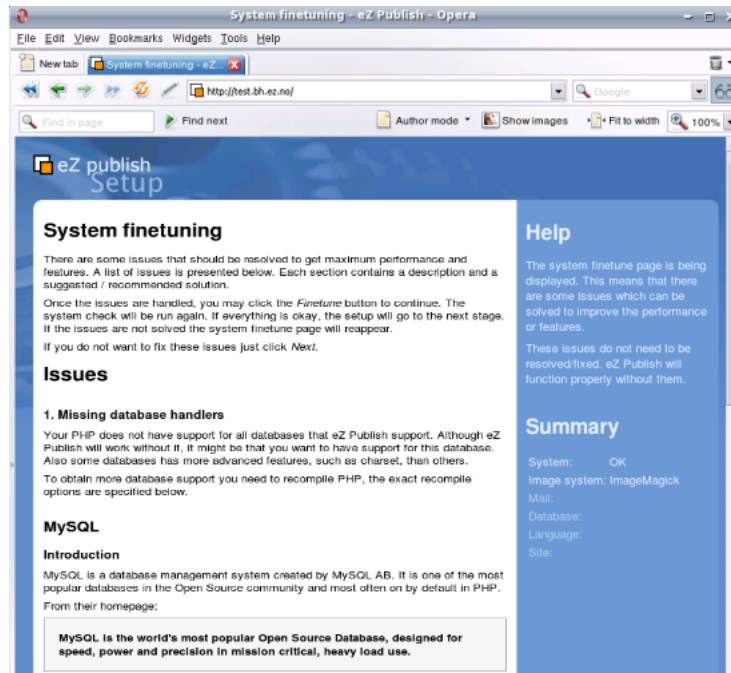 System finetuning - eZ Publish - Opera
File Edit View Bookmarks Widgets Tools Help
New tab
System finetuning - eZ...
http://test.bh.ez.no/
Google
Find in page
Find next
Author mode
Show images
Fit to width
100%
eZ publish
Setup
System finetuning
There are some issues that should be resolved to get maximum performance and
features. A list of issues is presented below. Each section contains a description and a
suggested / recommended solution.
Once the issues are handled, you may click the Finetune button to continue. The
system check will be run again. If everything is okay, the setup will go to the next stage.
If the issues are not solved the system finetune page will reappear.
If you do not want to fix these issues just click Next.
Issues
1. Missing database handlers
Your PHP does not have support for all databases that eZ Publish support. Although eZ
Publish will work without it, it might be that you want to have support for this database.
Also some databases has more advanced features, such as charset, than others.
To obtain more database support you need to recompile PHP, the exact recompile
options are specified below.
MySQL
Introduction
MySQL is a database management system created by MySQL AB. It is one of the most
popular databases in the Open Source community and most often on by default in PHP.
From their homepage:
MySQL is the world's most popular Open Source Database, designed for
speed, power and precision in mission critical, heavy load use.
Help
The system finetune page is being
displayed. This means that there
are some issues which can be
solved to improve the performance
or features.
These issues do not need to be
resolved/fixed. eZ Publish will
function properly without them.
Summary
System: OK
Image system: ImageMagick
Mail:
Database:
Language:
Site: